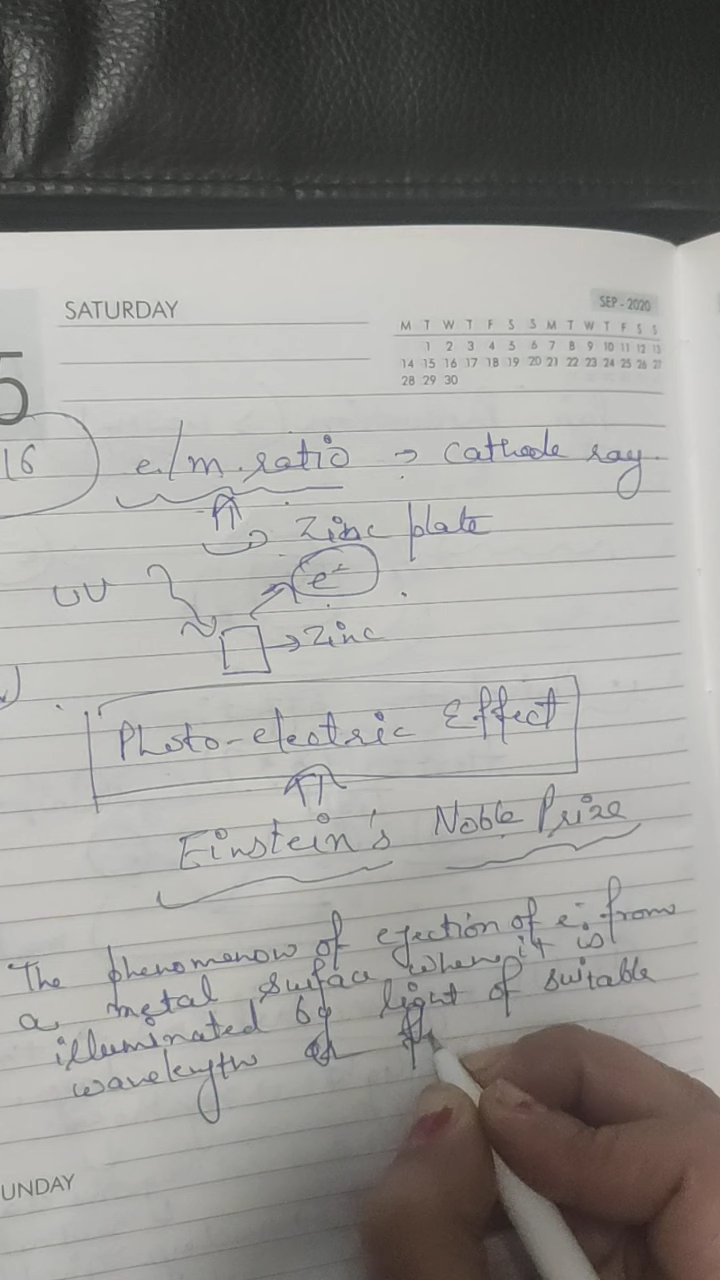 SATURDAY
SEP - 2020
M T W T F S S M T W T F S S
1 2 3 4 5 6 7 8 9 10 11 12 13
14 15 16 17 18 19 20 21 22 23 24 25 26 27
28 29 30
5
16
e/m ratio → Cathode ray
Zinc plate
UV
e-
→ Zinc
Photo-electric Effect
Einstein's Noble Prize
The phenomenon of ejection of e- from
a metal surface when it is
illuminated by light of suitable
wavelength or
UNDAY